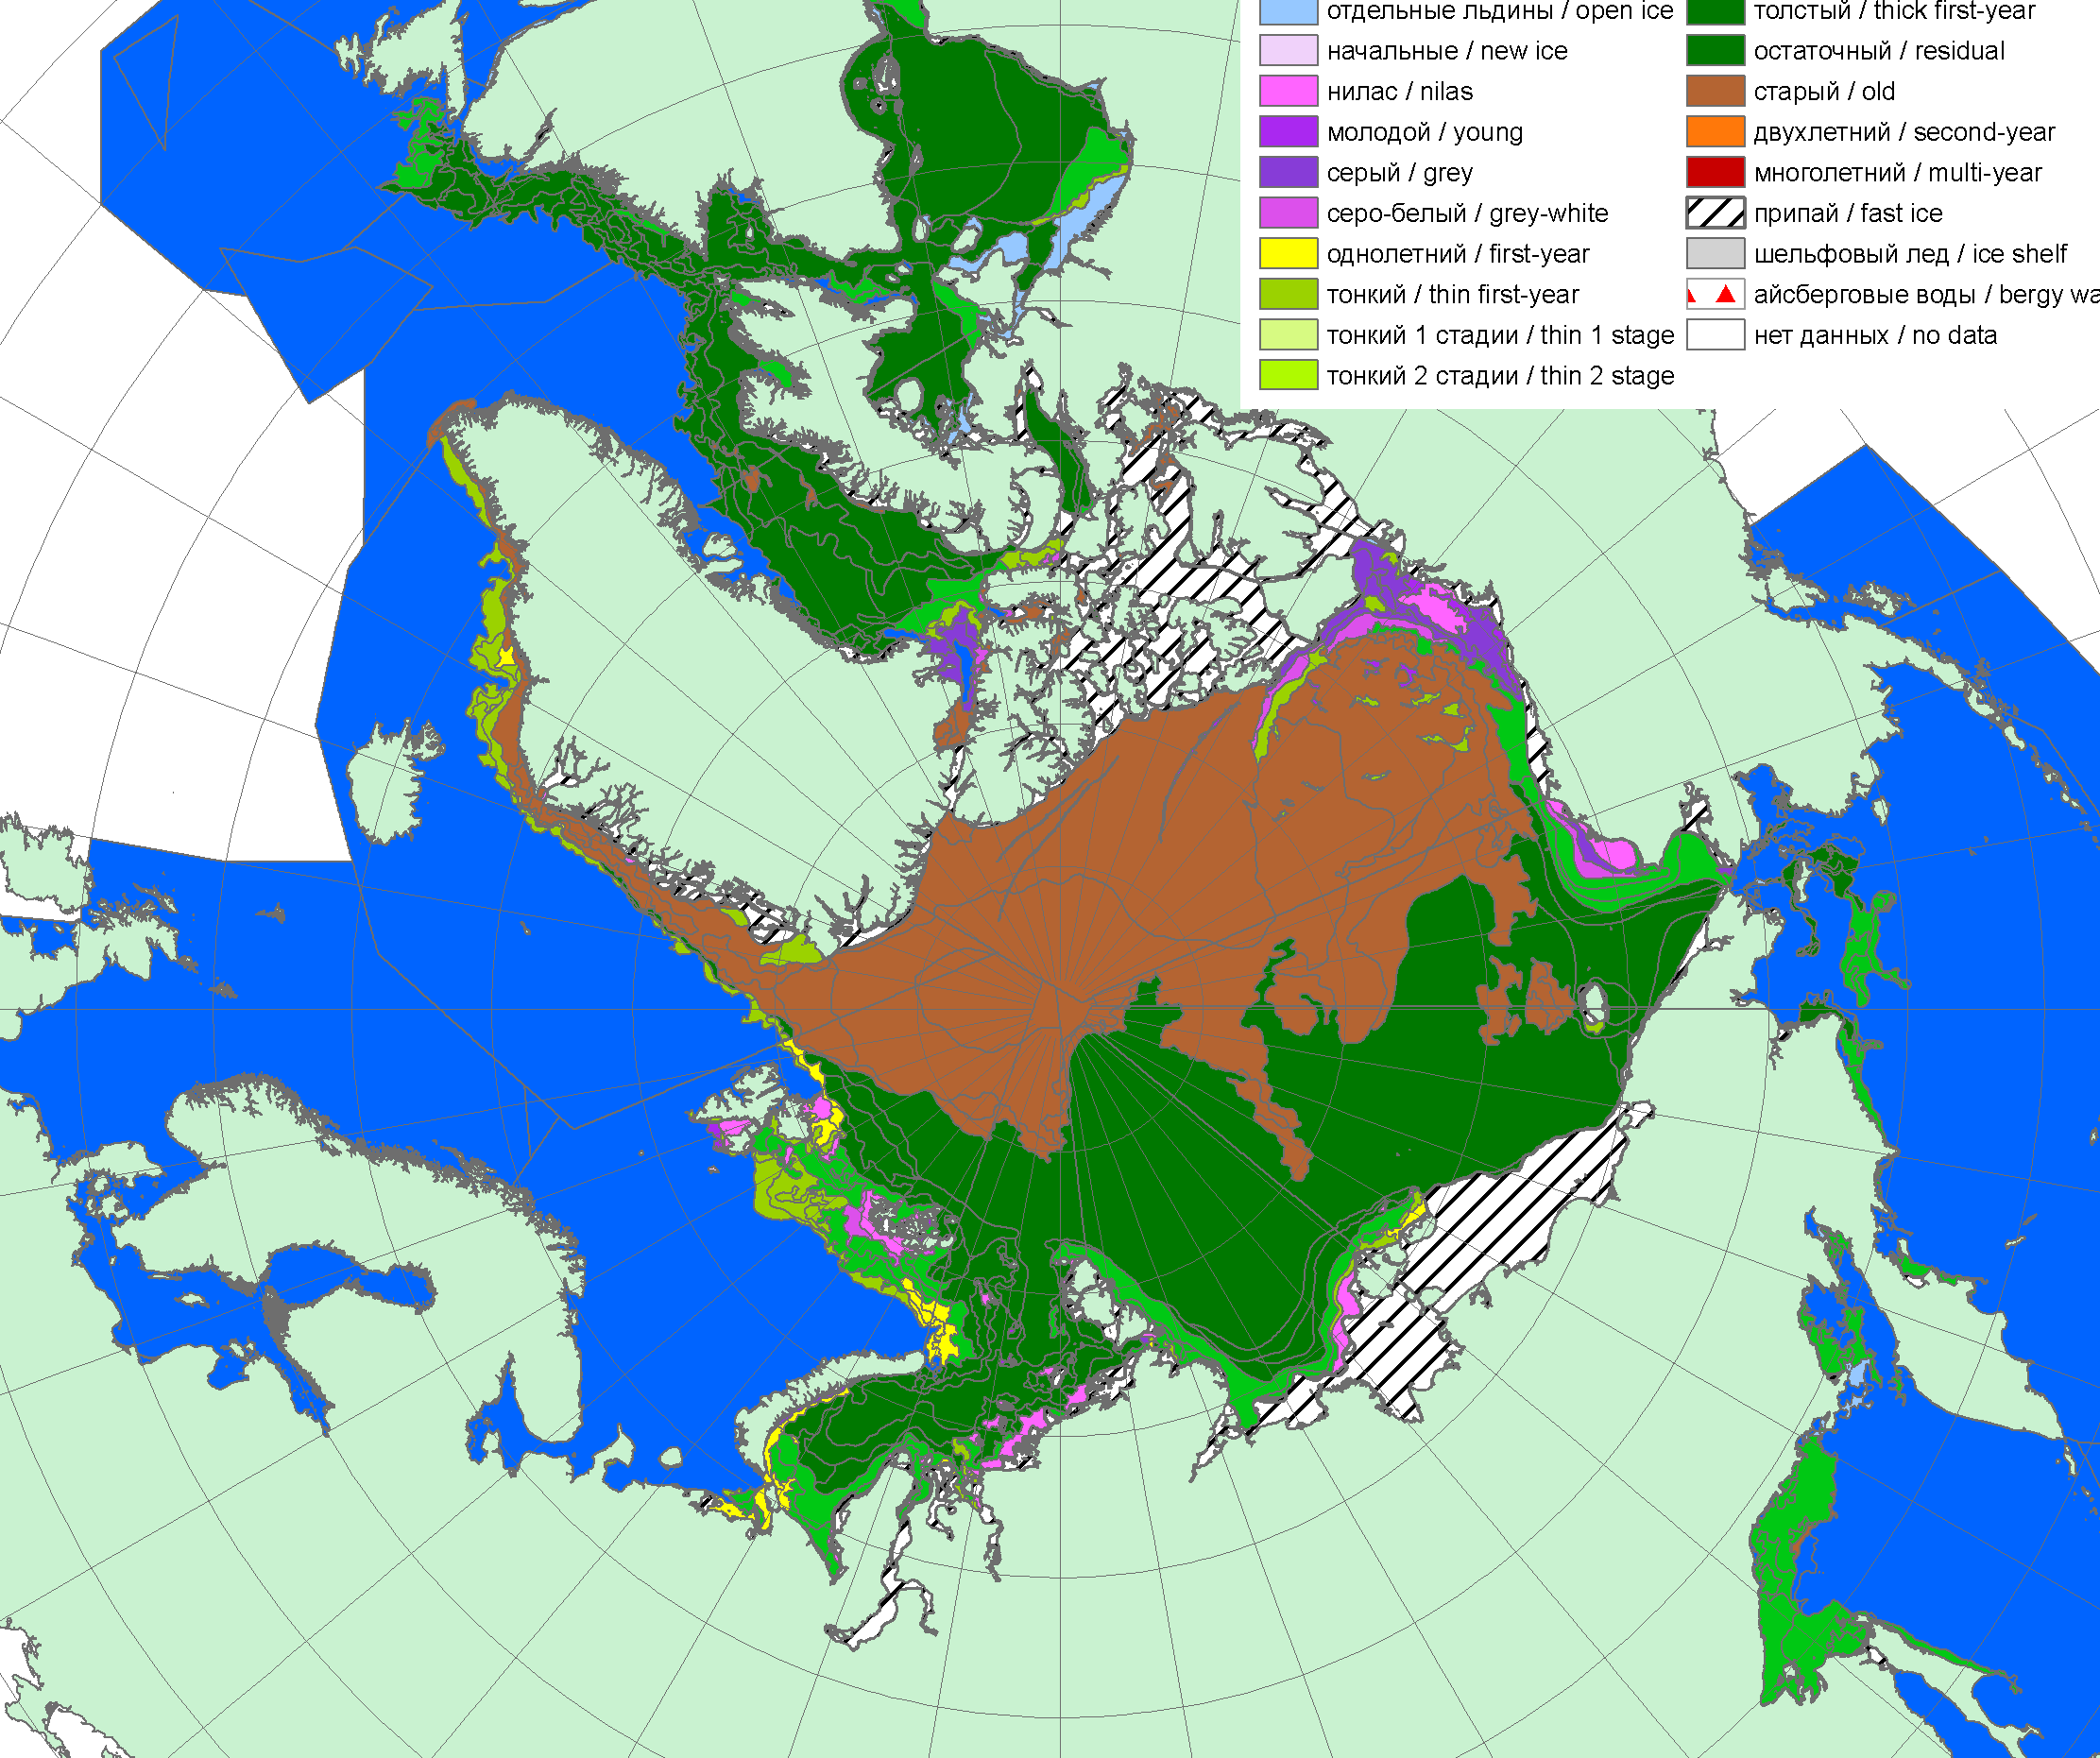 отдельные льдины / open ice
начальные / new ice
нилас / nilas
молодой / young
серый / grey
серо-белый / grey-white
однолетний / first-year
тонкий / thin first-year
тонкий 1 стадии / thin 1 stage
тонкий 2 стадии / thin 2 stage
толстый / thick first-year
остаточный / residual
старый / old
двухлетний / second-year
многолетний / multi-year
припай / fast ice
шельфовый лед / ice shelf
айсберговые воды / bergy wa
нет данных / no data